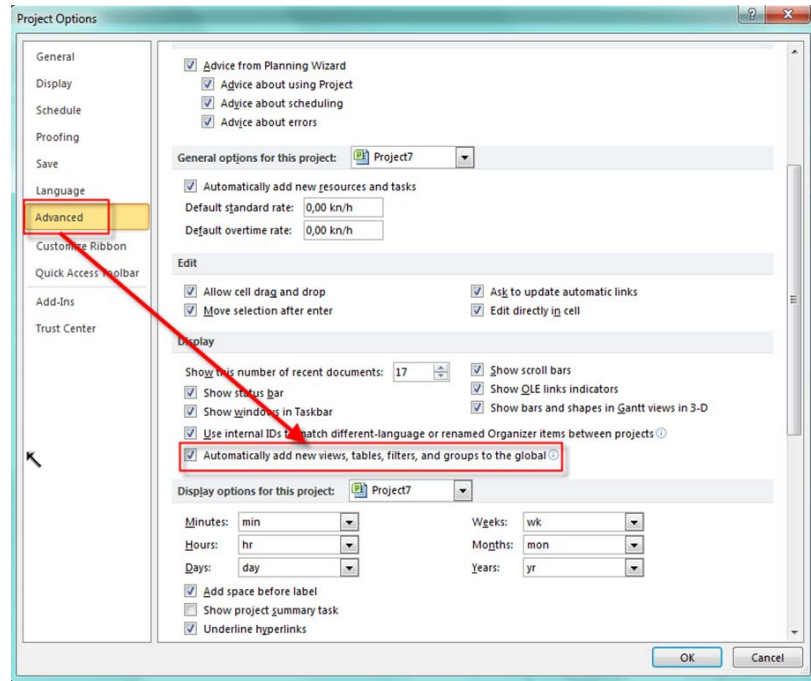 Project Options
General
Display
Schedule
Proofing
Save
Language
Advanced
Customize Ribbon
Quick Access Toolbar
Add-Ins
Trust Center
Advice from Planning Wizard
Advice about using Project
Advice about scheduling
Advice about errors
General options for this project: Project7
Automatically add new resources and tasks
Default standard rate: 0,00 kn/h
Default overtime rate: 0,00 kn/h
Edit
Allow cell drag and drop
Ask to update automatic links
Move selection after enter
Edit directly in cell
Display
Show this number of recent documents: 17
Show scroll bars
Show status bar
Show OLE links indicators
Show windows in Taskbar
Show bars and shapes in Gantt views in 3-D
Use internal IDs to match different-language or renamed Organizer items between projects
Automatically add new views, tables, filters, and groups to the global
Display options for this project: Project7
Minutes: min
Weeks: wk
Hours: hr
Months: mon
Days: day
Years: yr
Add space before label
Show project summary task
Underline hyperlinks
OK
Cancel